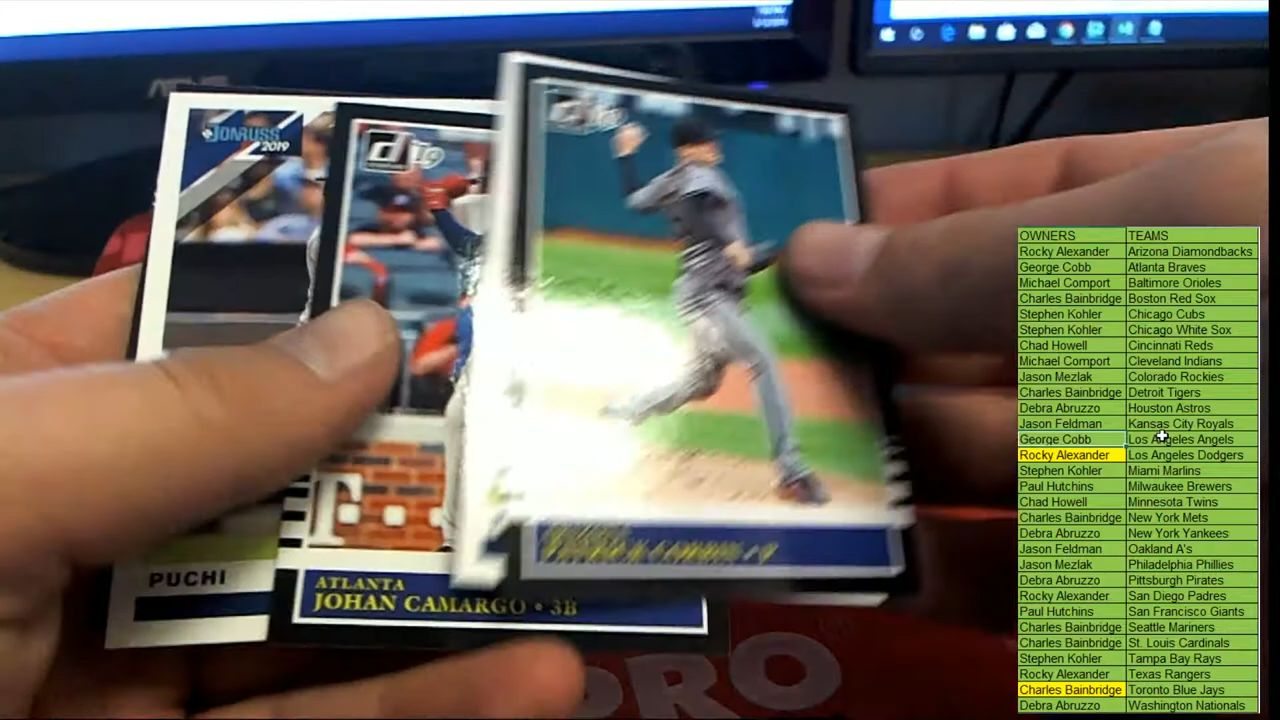 DONRUSS
2019
d 19
PUCHI
ATLANTA
JOHAN CAMARGO • 3B
PRO
OWNERS TEAMS
Rocky Alexander Arizona Diamondbacks
George Cobb Atlanta Braves
Michael Comport Baltimore Orioles
Charles Bainbridge Boston Red Sox
Stephen Kohler Chicago Cubs
Stephen Kohler Chicago White Sox
Chad Howell Cincinnati Reds
Michael Comport Cleveland Indians
Jason Mezlak Colorado Rockies
Charles Bainbridge Detroit Tigers
Debra Abruzzo Houston Astros
Jason Feldman Kansas City Royals
George Cobb Los Angeles Angels
Rocky Alexander Los Angeles Dodgers
Stephen Kohler Miami Marlins
Paul Hutchins Milwaukee Brewers
Chad Howell Minnesota Twins
Charles Bainbridge New York Mets
Debra Abruzzo New York Yankees
Jason Feldman Oakland A's
Jason Mezlak Philadelphia Phillies
Debra Abruzzo Pittsburgh Pirates
Rocky Alexander San Diego Padres
Paul Hutchins San Francisco Giants
Charles Bainbridge Seattle Mariners
Charles Bainbridge St. Louis Cardinals
Stephen Kohler Tampa Bay Rays
Rocky Alexander Texas Rangers
Charles Bainbridge Toronto Blue Jays
Debra Abruzzo Washington Nationals